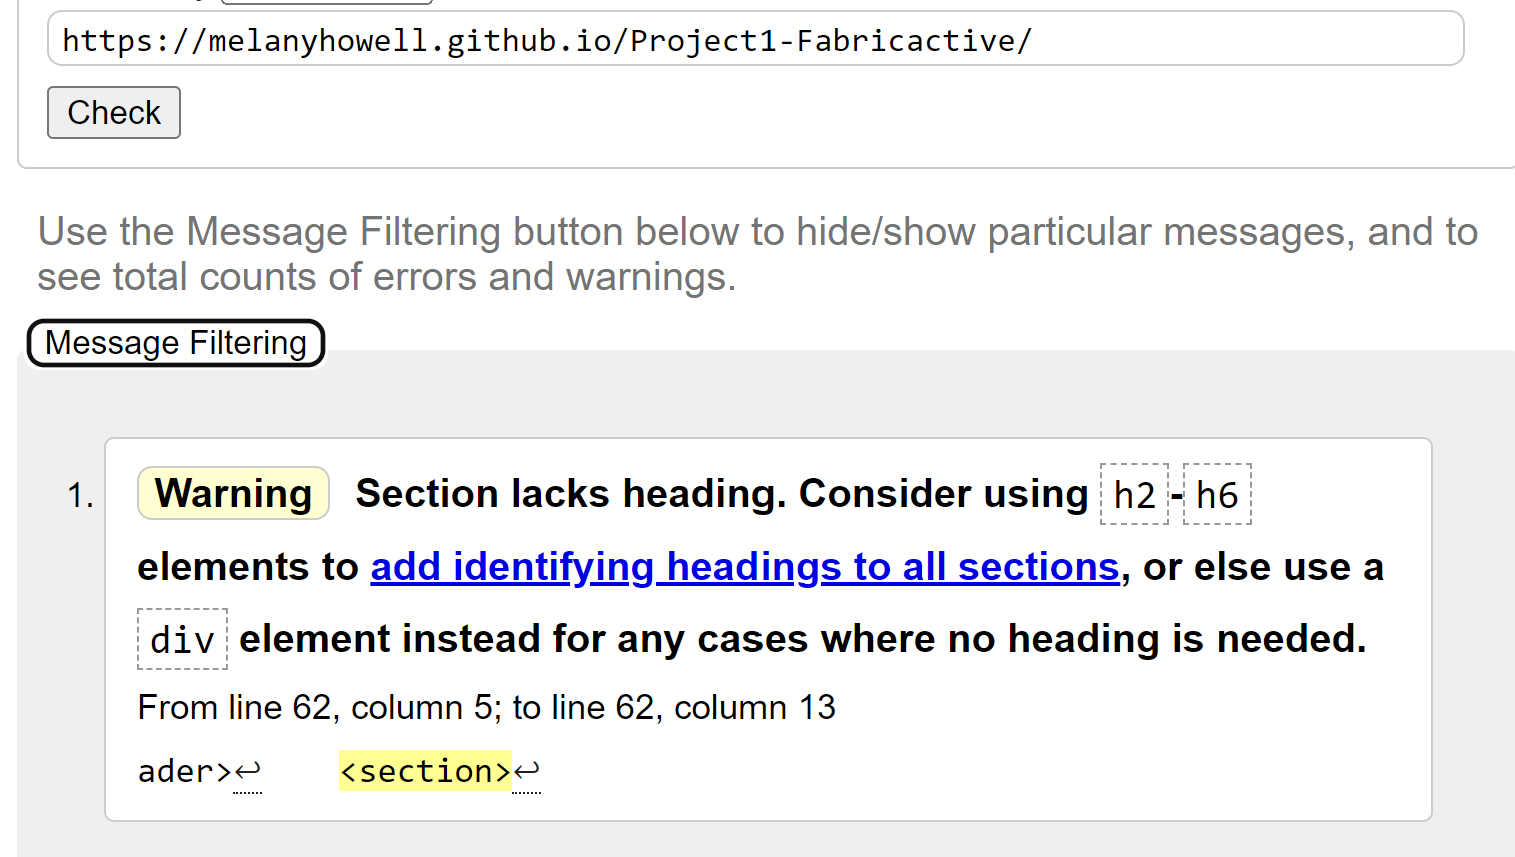 https://melanyhowell.github.io/Project1-Fabricactive/
Check
Use the Message Filtering button below to hide/show particular messages, and to
see total counts of errors and warnings.
Message Filtering
1. Warning Section lacks heading. Consider using h2-h6
elements to add identifying headings to all sections, or else use a
div element instead for any cases where no heading is needed.
From line 62, column 5; to line 62, column 13
ader>↩ <section>↩